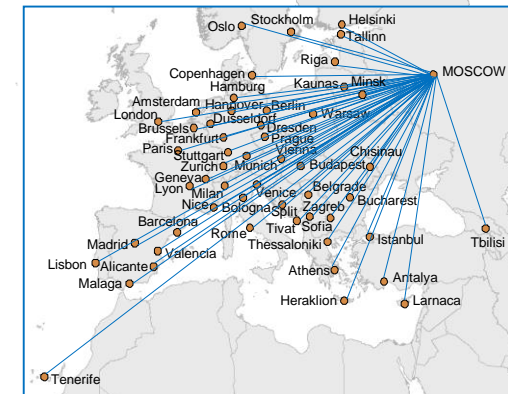 Stockholm
Helsinki
Oslo
Tallinn
Riga
MOSCOW
Copenhagen
Hamburg
Kaunas
Minsk
Amsterdam
Hannover
Berlin
London
Dusseldorf
Warsaw
Brussels
Dresden
Frankfurt
Prague
Paris
Stuttgart
Vienna
Chisinau
Zurich
Munich
Budapest
Geneva
Lyon
Milan
Venice
Belgrade
Nice
Bologna
Split
Zagreb
Bucharest
Barcelona
Rome
Tivat
Sofia
Madrid
Thessaloniki
Istanbul
Tbilisi
Valencia
Lisbon
Alicante
Athens
Malaga
Antalya
Heraklion
Larnaca
Tenerife